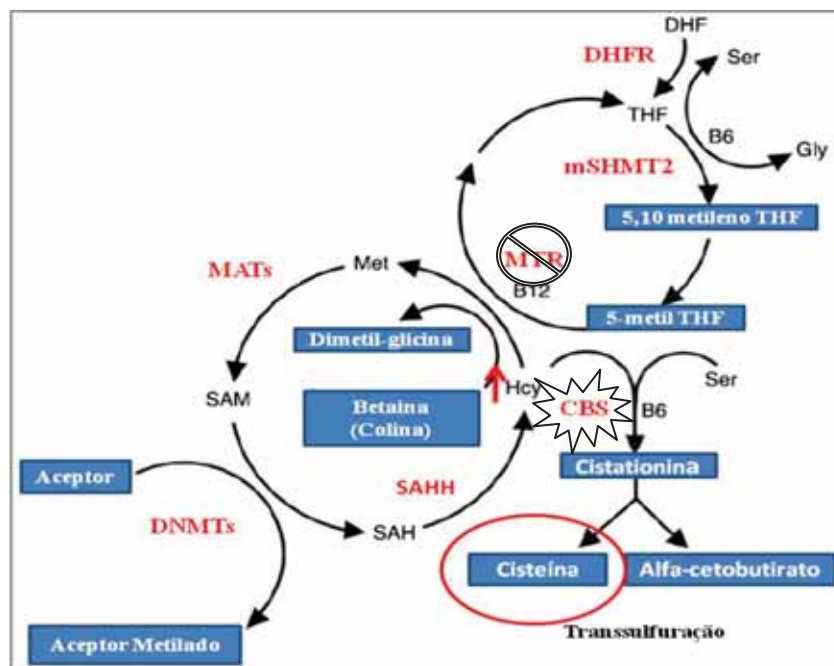 DHF
DHFR
Ser
THF
B6
Gly
mSHMT2
5,10 metileno THF
MTR
B12
MATs
Met
5-metil THF
Dimetil-glicina
SAM
Hcy
Ser
Betaina
(Colina)
CBS
B6
Aceptor
SAHH
Cistationina
DNMTs
SAH
Cisteína
Alfa-cetobutirato
Transsulfuração
Aceptor Metilado